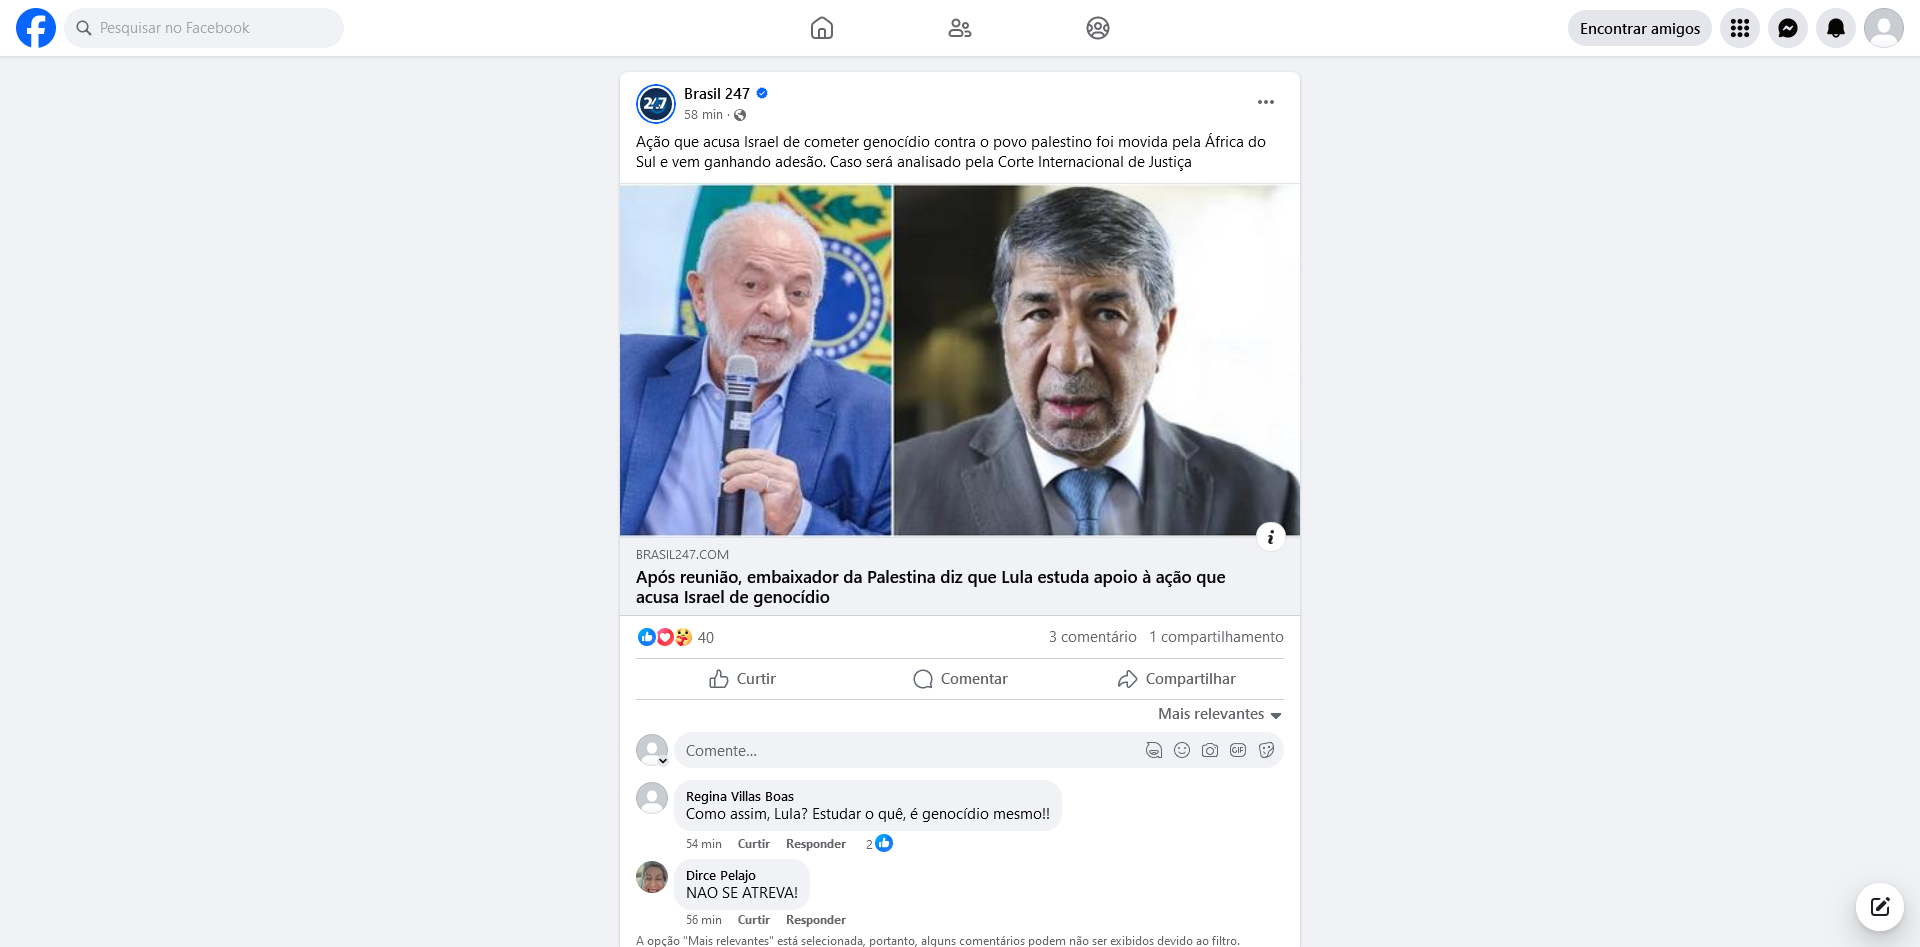 Pesquisar no Facebook
Encontrar amigos
247
Brasil 247
58 min ·
Ação que acusa Israel de cometer genocídio contra o povo palestino foi movida pela África do
Sul e vem ganhando adesão. Caso será analisado pela Corte Internacional de Justiça
BRASIL247.COM
Após reunião, embaixador da Palestina diz que Lula estuda apoio à ação que
acusa Israel de genocídio
40
3 comentário 1 compartilhamento
Curtir Comentar Compartilhar
Mais relevantes
Comente...
GIF
Regina Villas Boas
Como assim, Lula? Estudar o quê, é genocídio mesmo!!
54 min Curtir Responder 2
Dirce Pelajo
NAO SE ATREVA!
56 min Curtir Responder
A opção "Mais relevantes" está selecionada, portanto, alguns comentários podem não ser exibidos devido ao filtro.